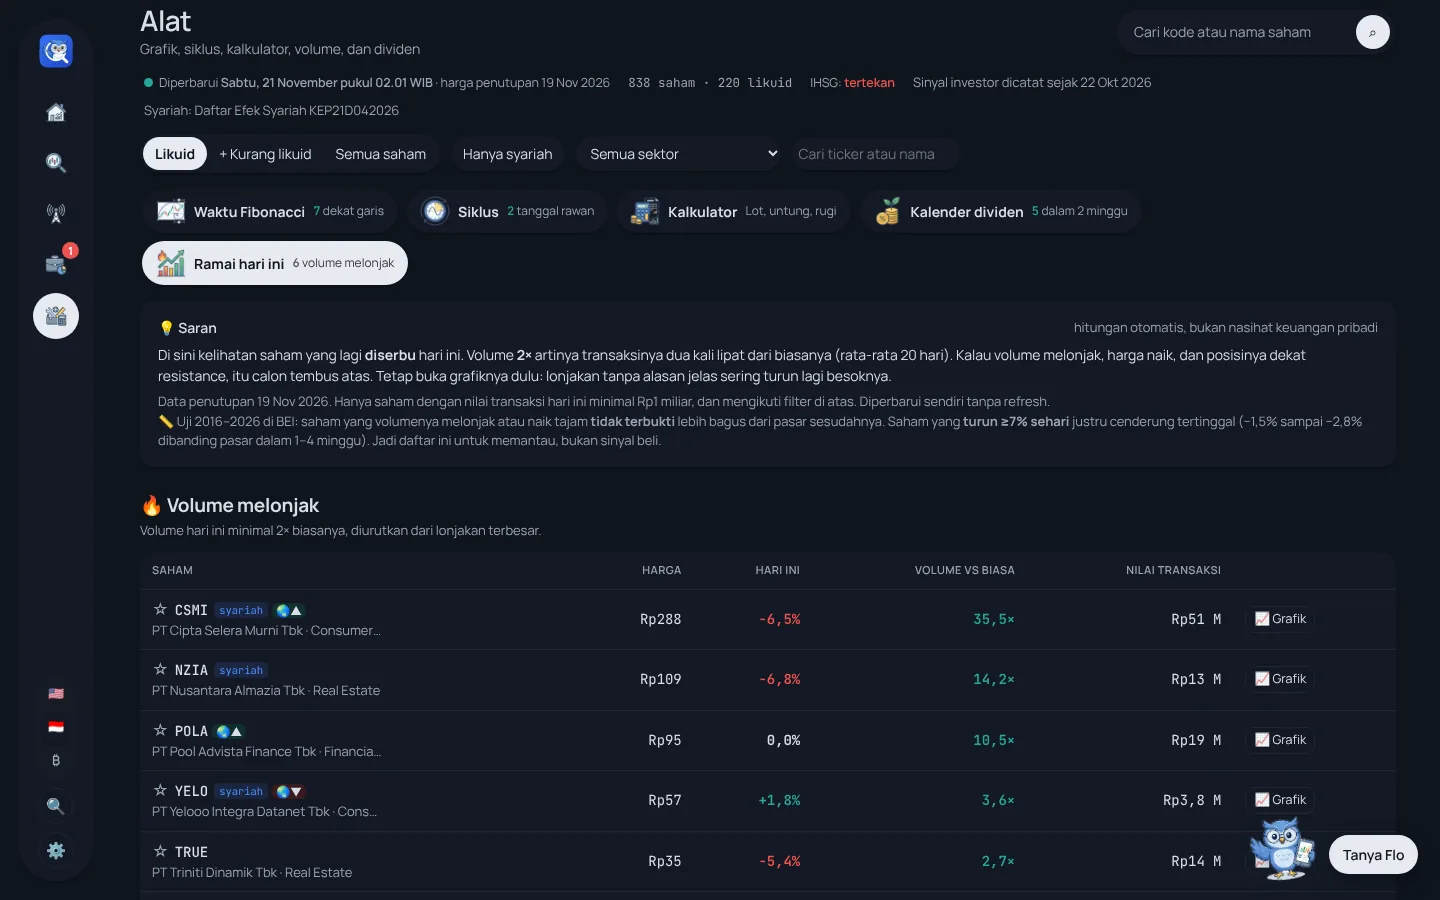 Alat
Grafik, siklus, kalkulator, volume, dan dividen
Cari kode atau nama saham
Diperbarui Sabtu, 21 November pukul 02.01 WIB · harga penutupan 19 Nov 2026 838 saham · 220 likuid IHSG: tertekan Sinyal investor dicatat sejak 22 Okt 2026
Syariah: Daftar Efek Syariah KEP21D042026
Likuid + Kurang likuid Semua saham Hanya syariah Semua sektor Cari ticker atau nama
Waktu Fibonacci 7 dekat garis Siklus 2 tanggal rawan Kalkulator Lot, untung, rugi Kalender dividen 5 dalam 2 minggu
1
Ramai hari ini 6 volume melonjak
💡 Saran hitungan otomatis, bukan nasihat keuangan pribadi
Di sini kelihatan saham yang lagi diserbu hari ini. Volume 2× artinya transaksinya dua kali lipat dari biasanya (rata-rata 20 hari). Kalau volume melonjak, harga naik, dan posisinya dekat
resistance, itu calon tembus atas. Tetap buka grafiknya dulu: lonjakan tanpa alasan jelas sering turun lagi besoknya.
Data penutupan 19 Nov 2026. Hanya saham dengan nilai transaksi hari ini minimal Rp1 miliar, dan mengikuti filter di atas. Diperbarui sendiri tanpa refresh.
📏 Uji 2016–2026 di BEI: saham yang volumenya melonjak atau naik tajam tidak terbukti lebih bagus dari pasar sesudahnya. Saham yang turun ≥7% sehari justru cenderung tertinggal (−1,5% sampai −2,8%
dibanding pasar dalam 1–4 minggu). Jadi daftar ini untuk memantau, bukan sinyal beli.
🔥 Volume melonjak
Volume hari ini minimal 2× biasanya, diurutkan dari lonjakan terbesar.
SAHAM HARGA HARI INI VOLUME VS BIASA NILAI TRANSAKSI
☆ CSMI syariah 🌏▲
PT Cipta Selera Murni Tbk · Consumer… Rp288 -6,5% 35,5× Rp51 M 📈 Grafik
☆ NZIA syariah
PT Nusantara Almazia Tbk · Real Estate Rp109 -6,8% 14,2× Rp13 M 📈 Grafik
☆ POLA 🌏▲
PT Pool Advista Finance Tbk · Financia… Rp95 0,0% 10,5× Rp19 M 📈 Grafik
☆ YELO syariah 🌏▼
PT Yelooo Integra Datanet Tbk · Cons… Rp57 +1,8% 3,6× Rp3,8 M 📈 Grafik
☆ TRUE
PT Triniti Dinamik Tbk · Real Estate Rp35 -5,4% 2,7× Rp14 M
Tanya Flo